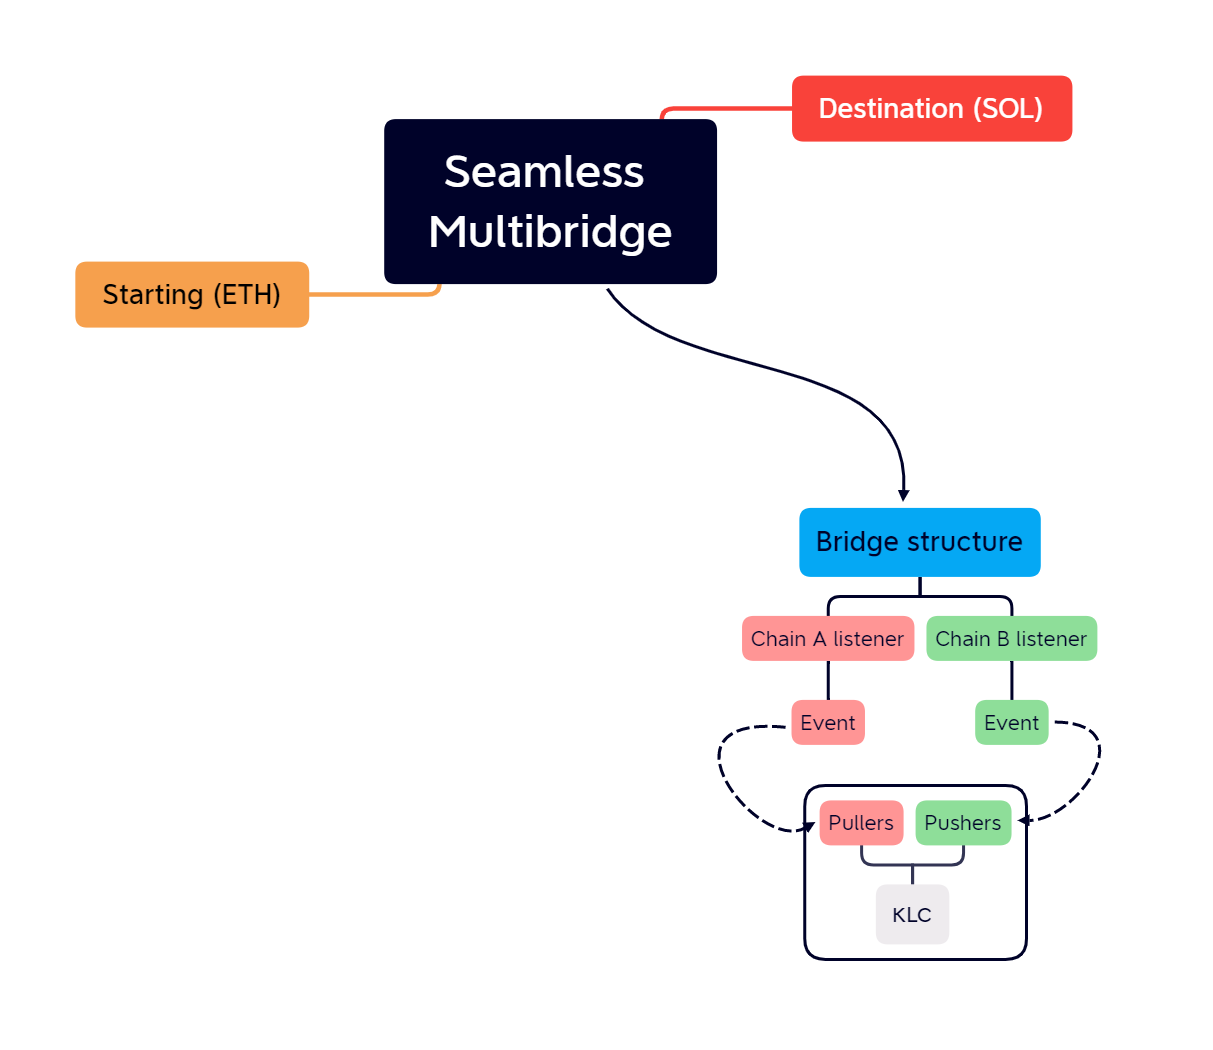 Destination (SOL)
Seamless
Multibridge
Starting (ETH)
Bridge structure
Chain A listener
Chain B listener
Event
Event
Pullers
Pushers
KLC